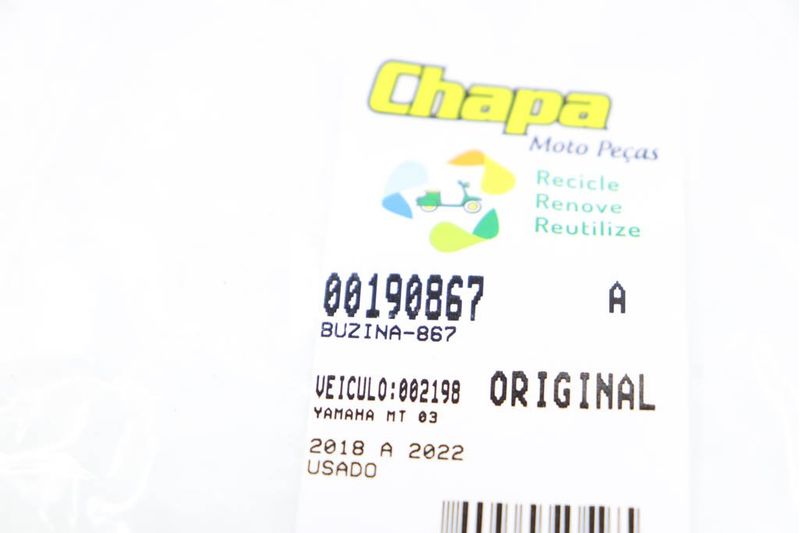 Chapa
Moto Peças
Recicle
Renove
Reutilize
00190867 A
BUZINA-867
VEICULO:002198 ORIGINAL
YAMAHA MT 03
2018 A 2022
USADO